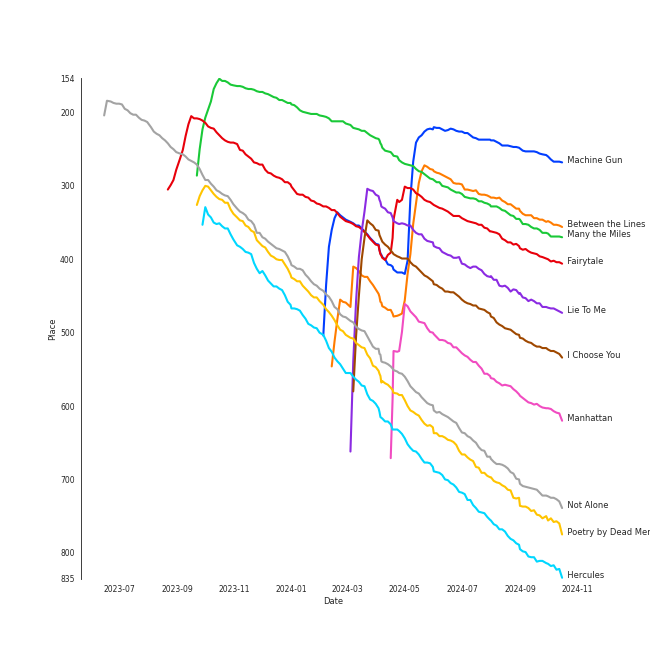 154
200
300
400
500
600
700
800
835
Place
2023-07
2023-09
2023-11
2024-01
2024-03
2024-05
2024-07
2024-09
2024-11
Date
Machine Gun
Between the Lines
Many the Miles
Fairytale
Lie To Me
I Choose You
Manhattan
Not Alone
Poetry by Dead Mer
Hercules